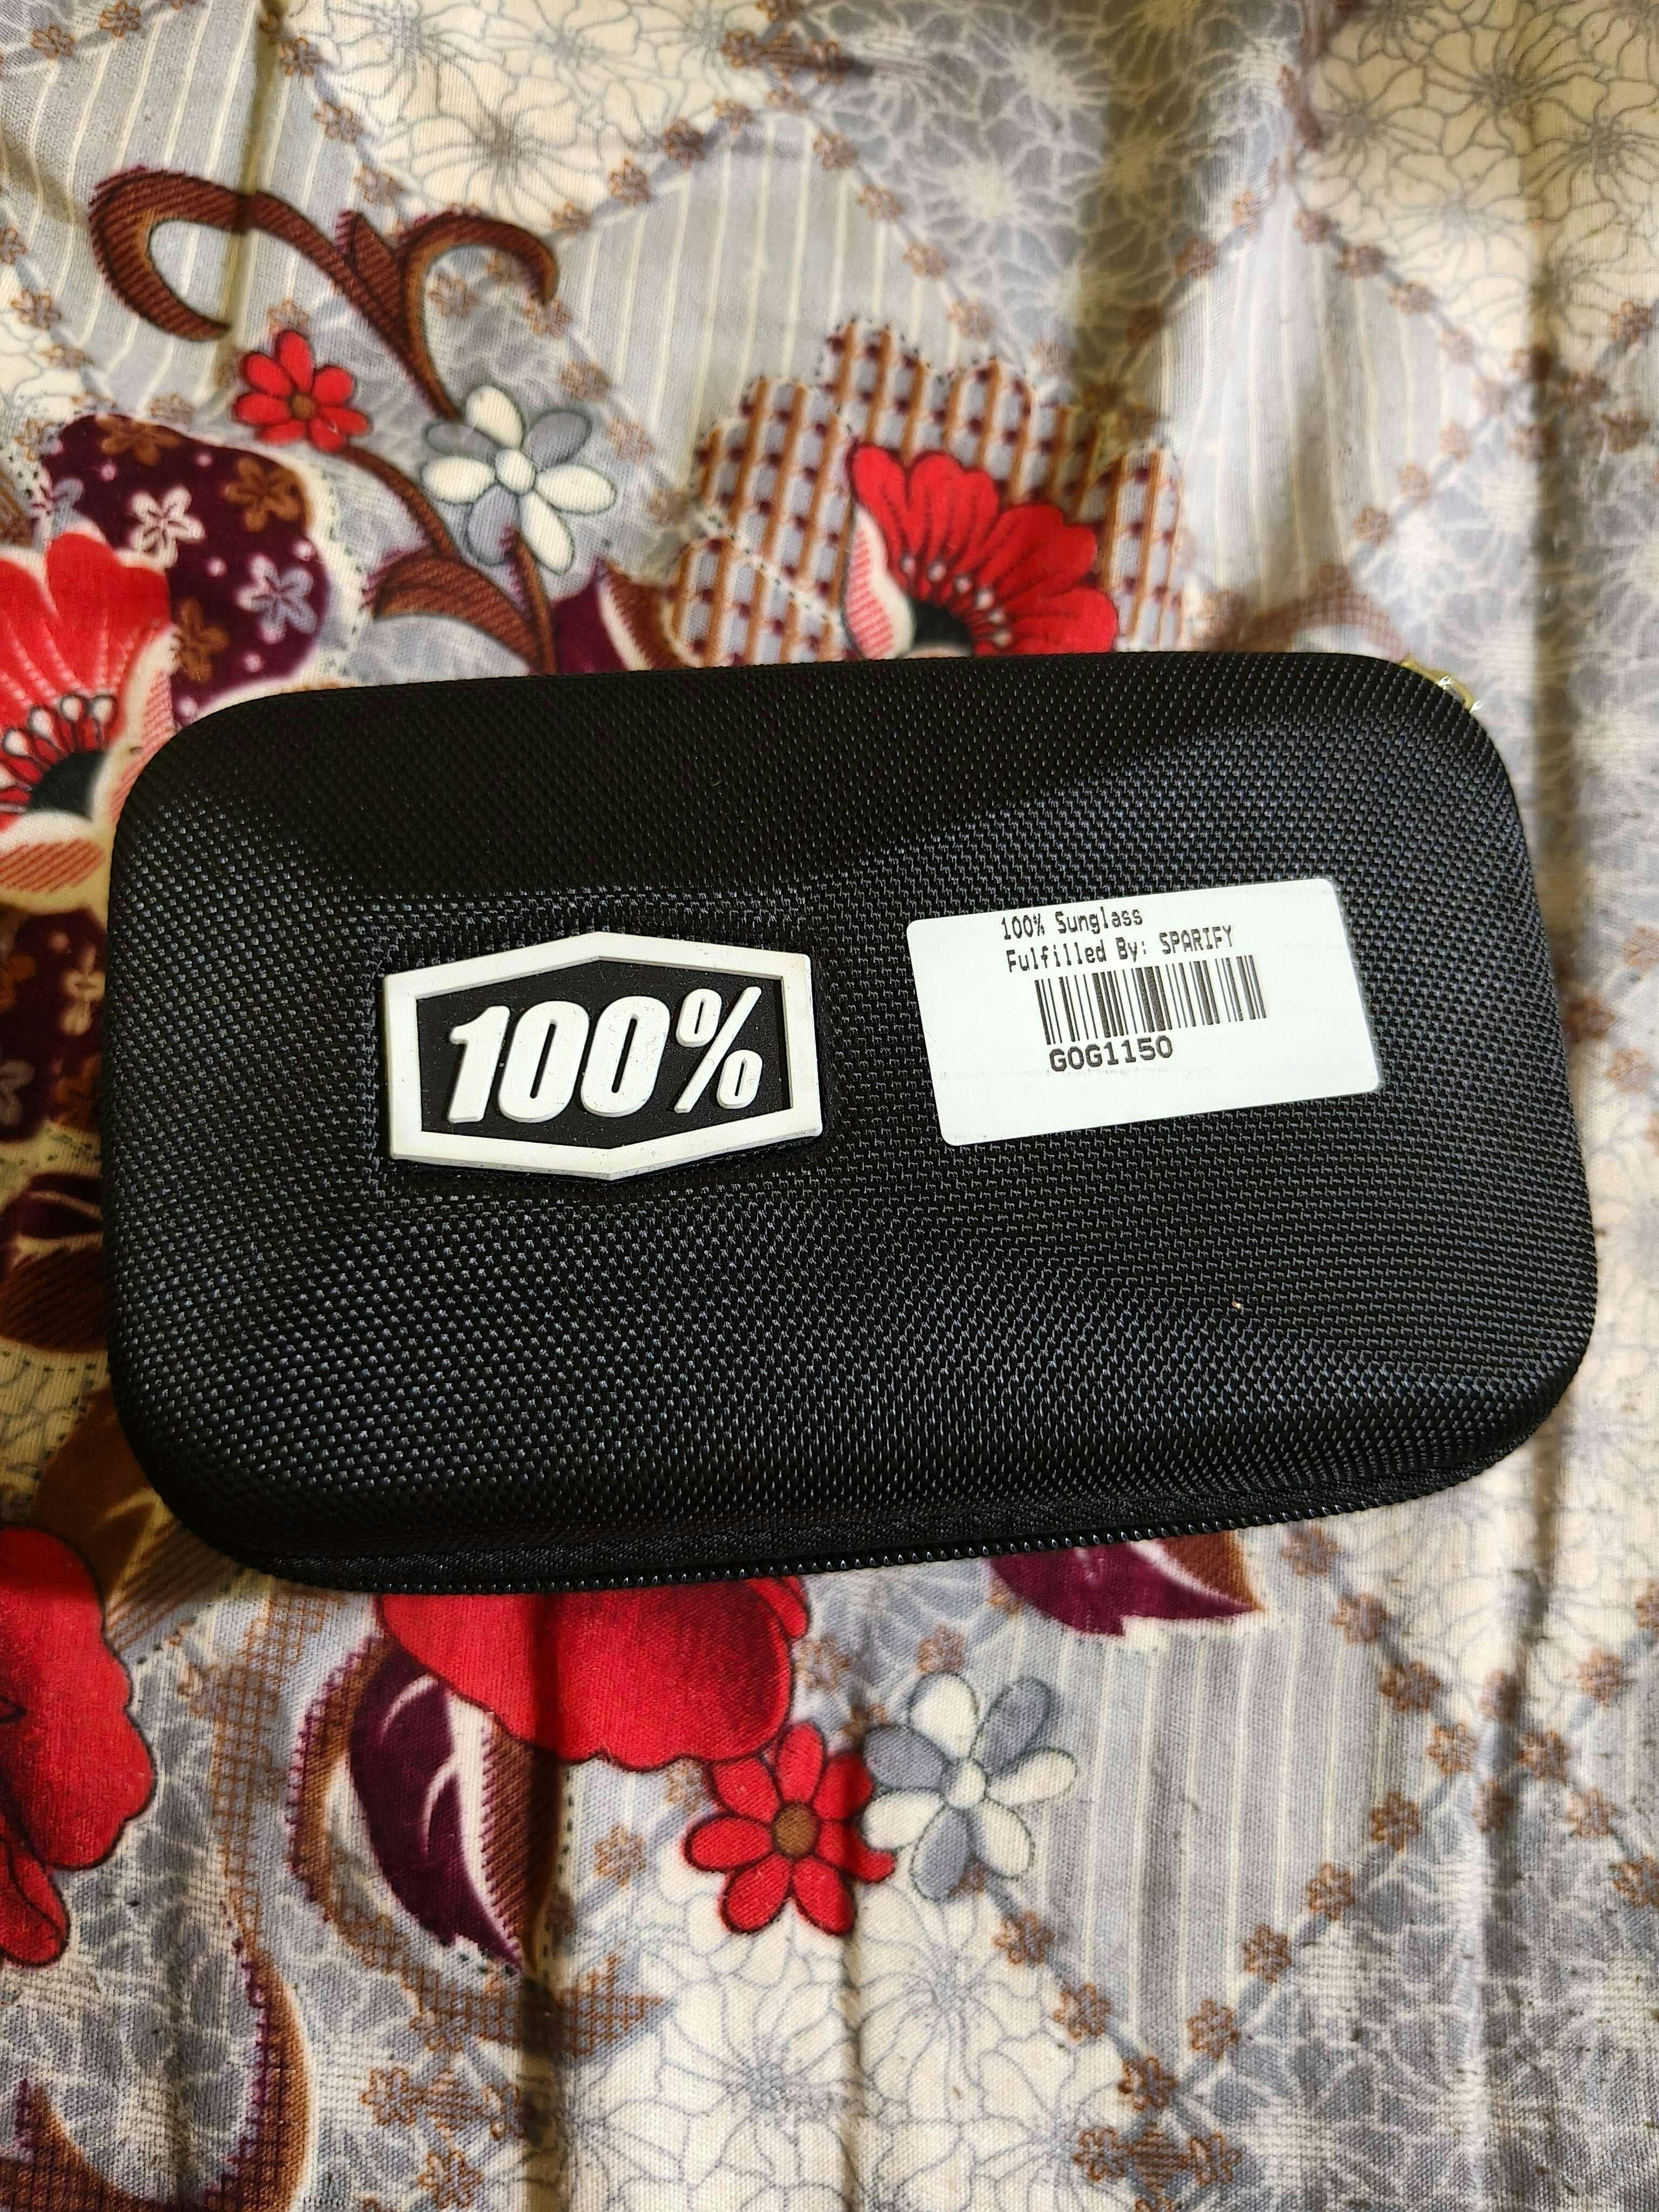 100%
100% Sunglass
Fulfilled By: SPARIFY
GOG1150